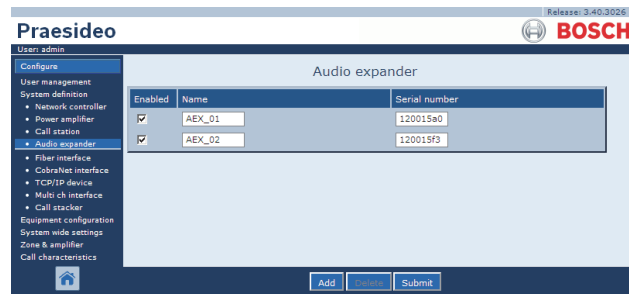 Release: 3.40.3026
Praesideo
BOSCH
User: admin
Configure
User management
System definition
• Network controller
• Power amplifier
• Call station
• Audio expander
• Fiber interface
• CobraNet interface
• TCP/IP device
• Multi ch interface
• Call stacker
Equipment configuration
System wide settings
Zone & amplifier
Call characteristics
Audio expander
Enabled Name Serial number
AEX_01 120015a0
AEX_02 120015f3
Add Delete Submit